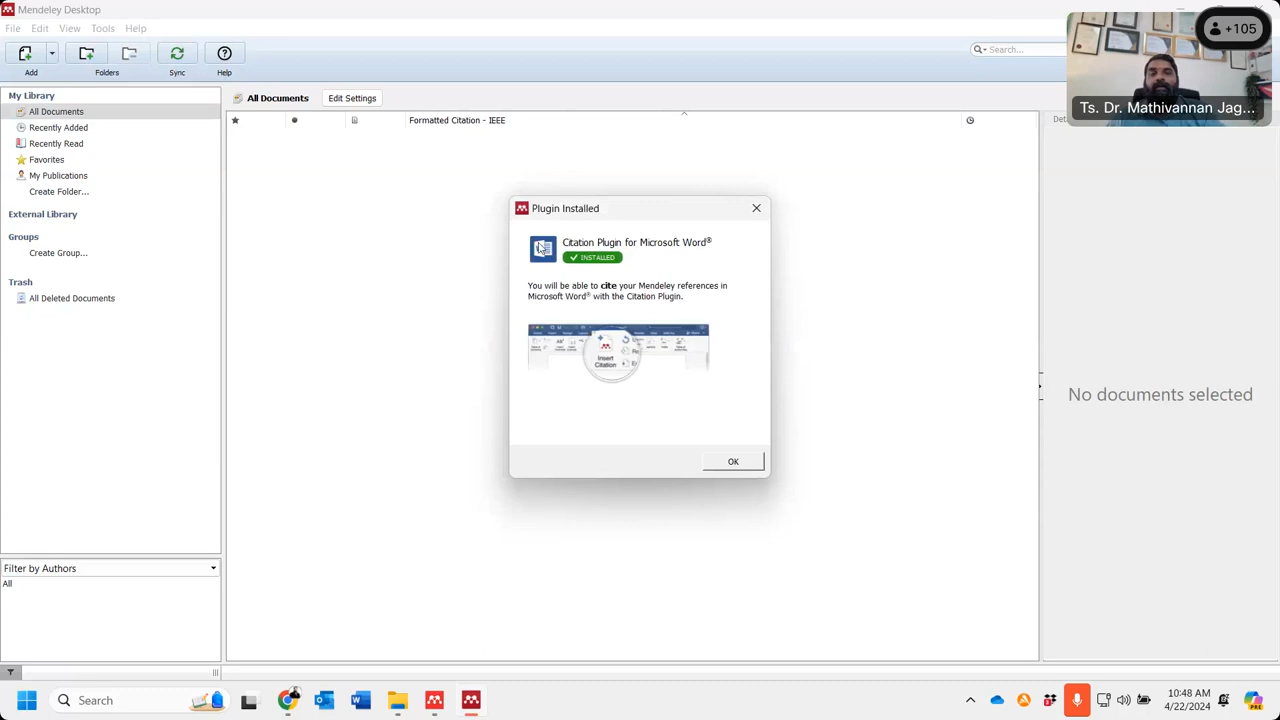 Mendeley Desktop
File Edit View Tools Help
Add Folders Sync Help
Search...
+105
Ts. Dr. Mathivannan Jag...
My Library
All Documents
Recently Added
Recently Read
Favorites
My Publications
Create Folder...
External Library
Groups
Create Group...
Trash
All Deleted Documents
Filter by Authors
All
All Documents Edit Settings
Formatted Citation - IEEE
Plugin Installed
Citation Plugin for Microsoft Word®
INSTALLED
You will be able to cite your Mendeley references in
Microsoft Word® with the Citation Plugin.
Insert
Citation
OK
No documents selected
Search
10:48 AM
4/22/2024